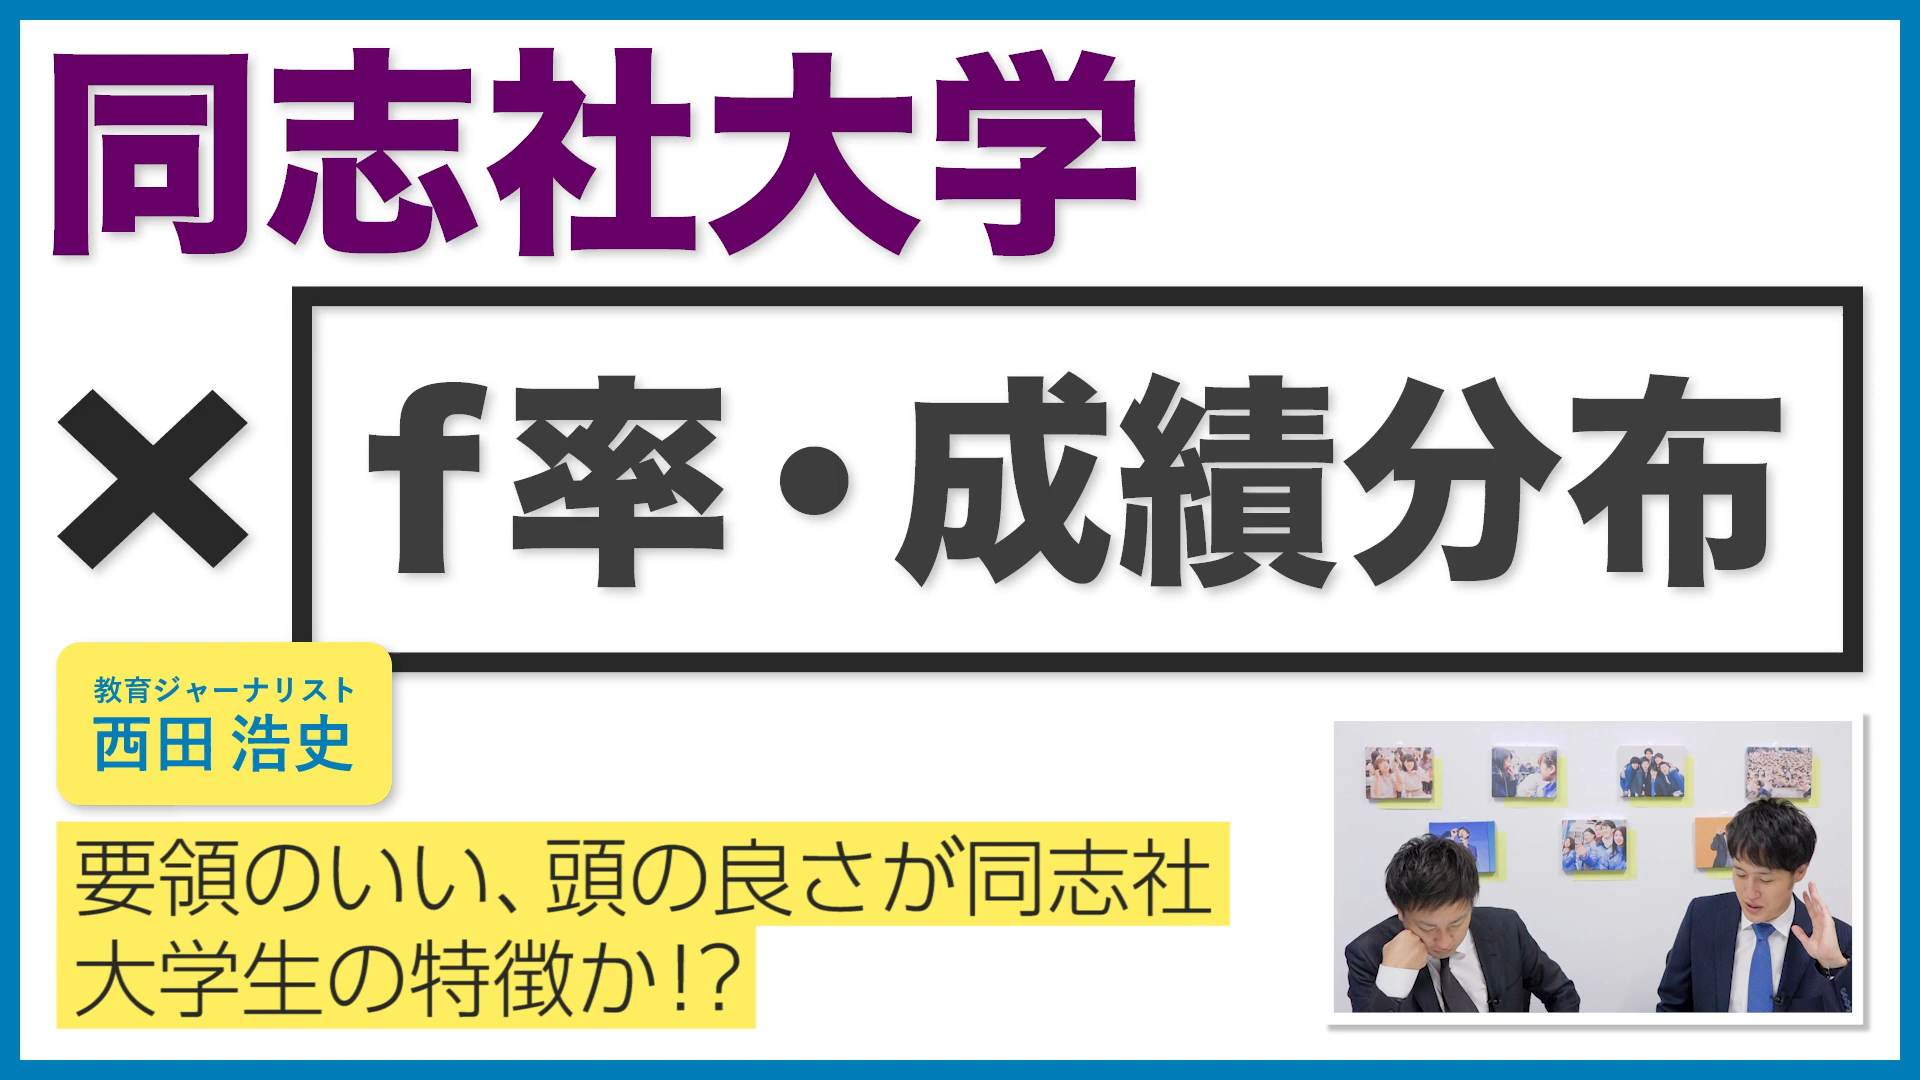 同志社大学
× f率・成績分布
教育ジャーナリスト
西田 浩史
要領のいい、頭の良さが同志社
大学生の特徴か!?